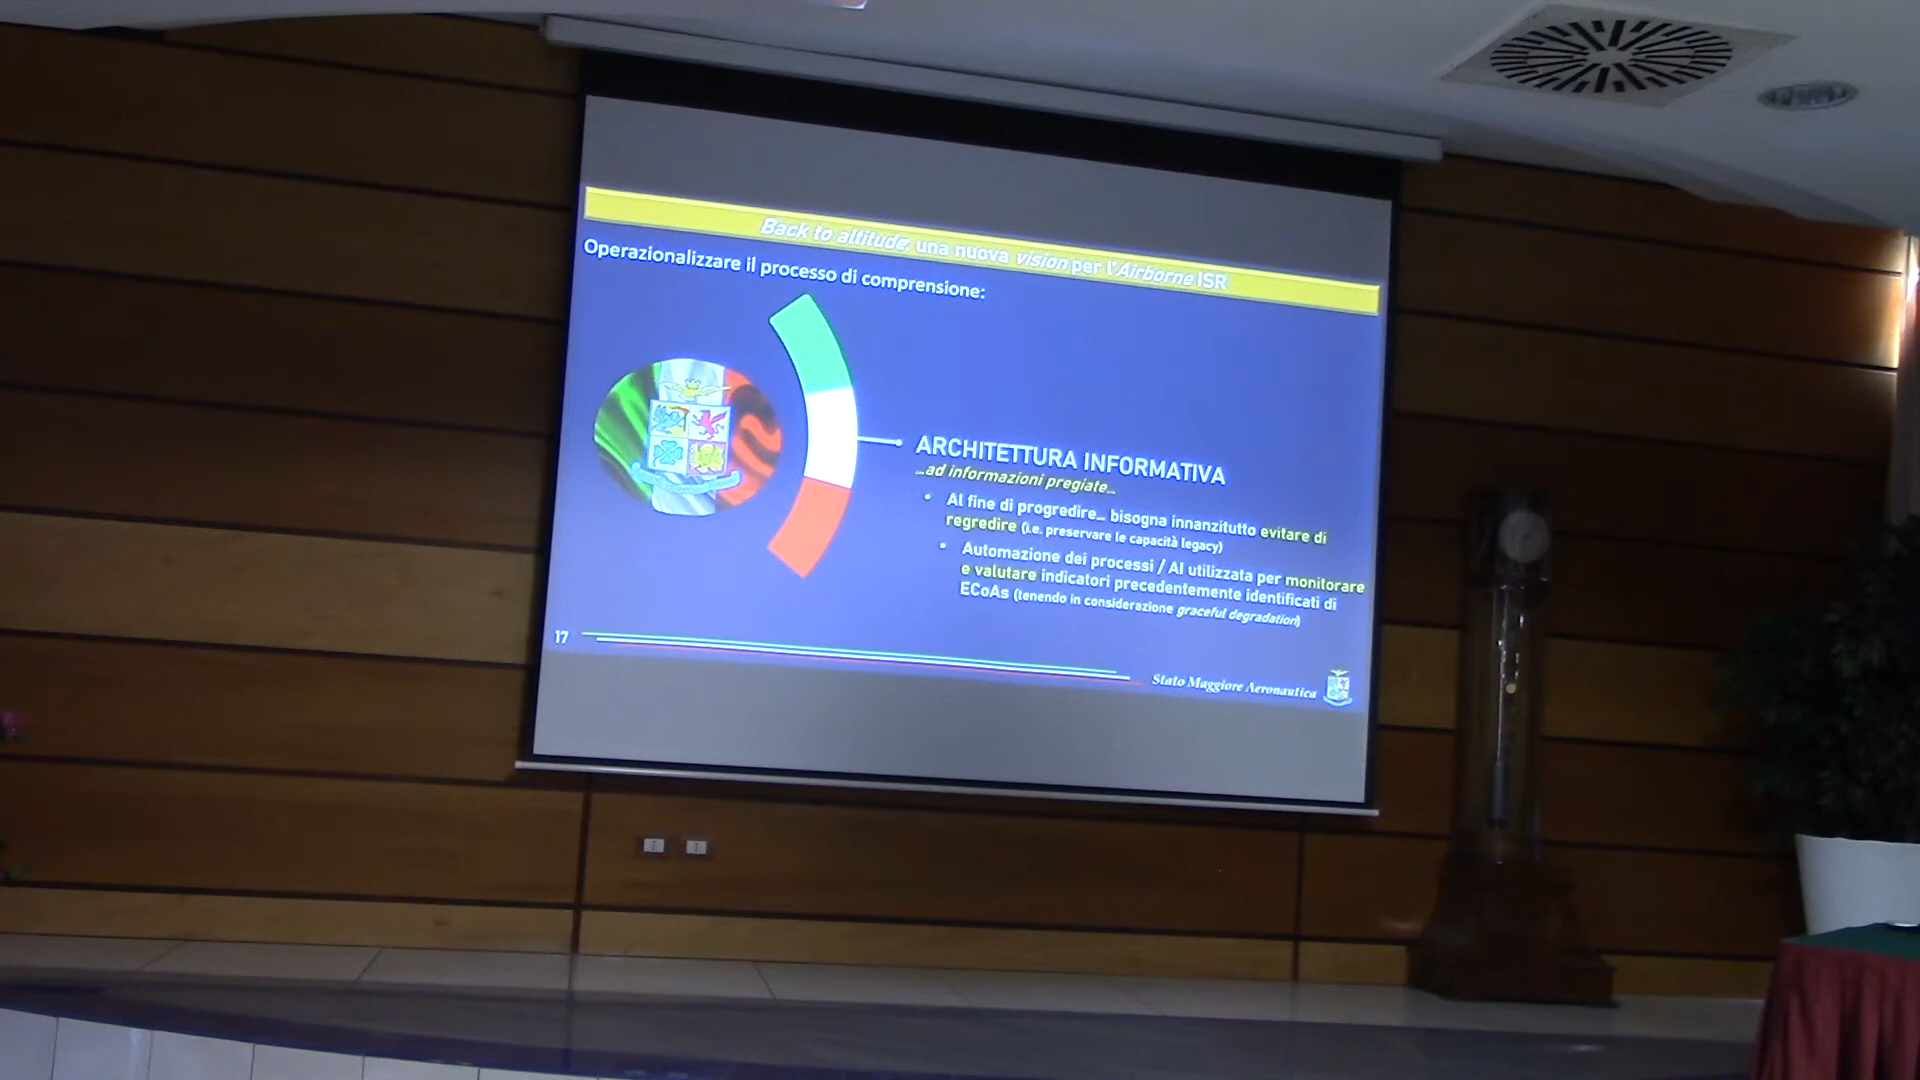 Back to altitude: una nuova vision per l'Airborne ISR
Operazionalizzare il processo di comprensione:
ARCHITETTURA INFORMATIVA
...ad informazioni pregiate...
• Al fine di progredire... bisogna innanzitutto evitare di
regredire (i.e. preservare le capacità legacy)
• Automazione dei processi / AI utilizzata per monitorare
e valutare indicatori precedentemente identificati di
ECoAs (tenendo in considerazione graceful degradation)
17
Stato Maggiore Aeronautica